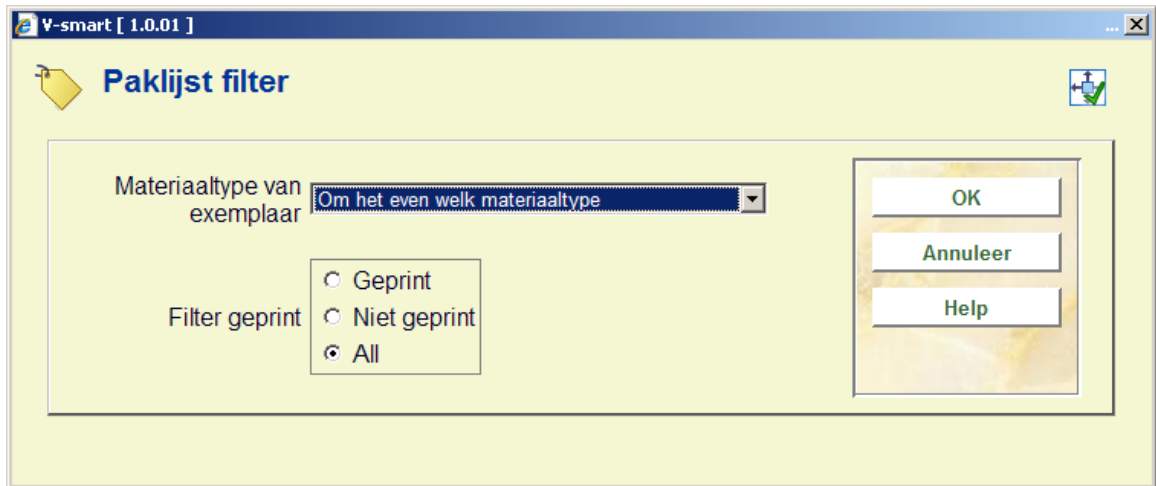 V-smart [ 1.0.01 ]
...
Paklijst filter
Materiaaltype van
exemplaar
Om het even welk materiaaltype
Filter geprint
Geprint
Niet geprint
All
OK
Annuleer
Help